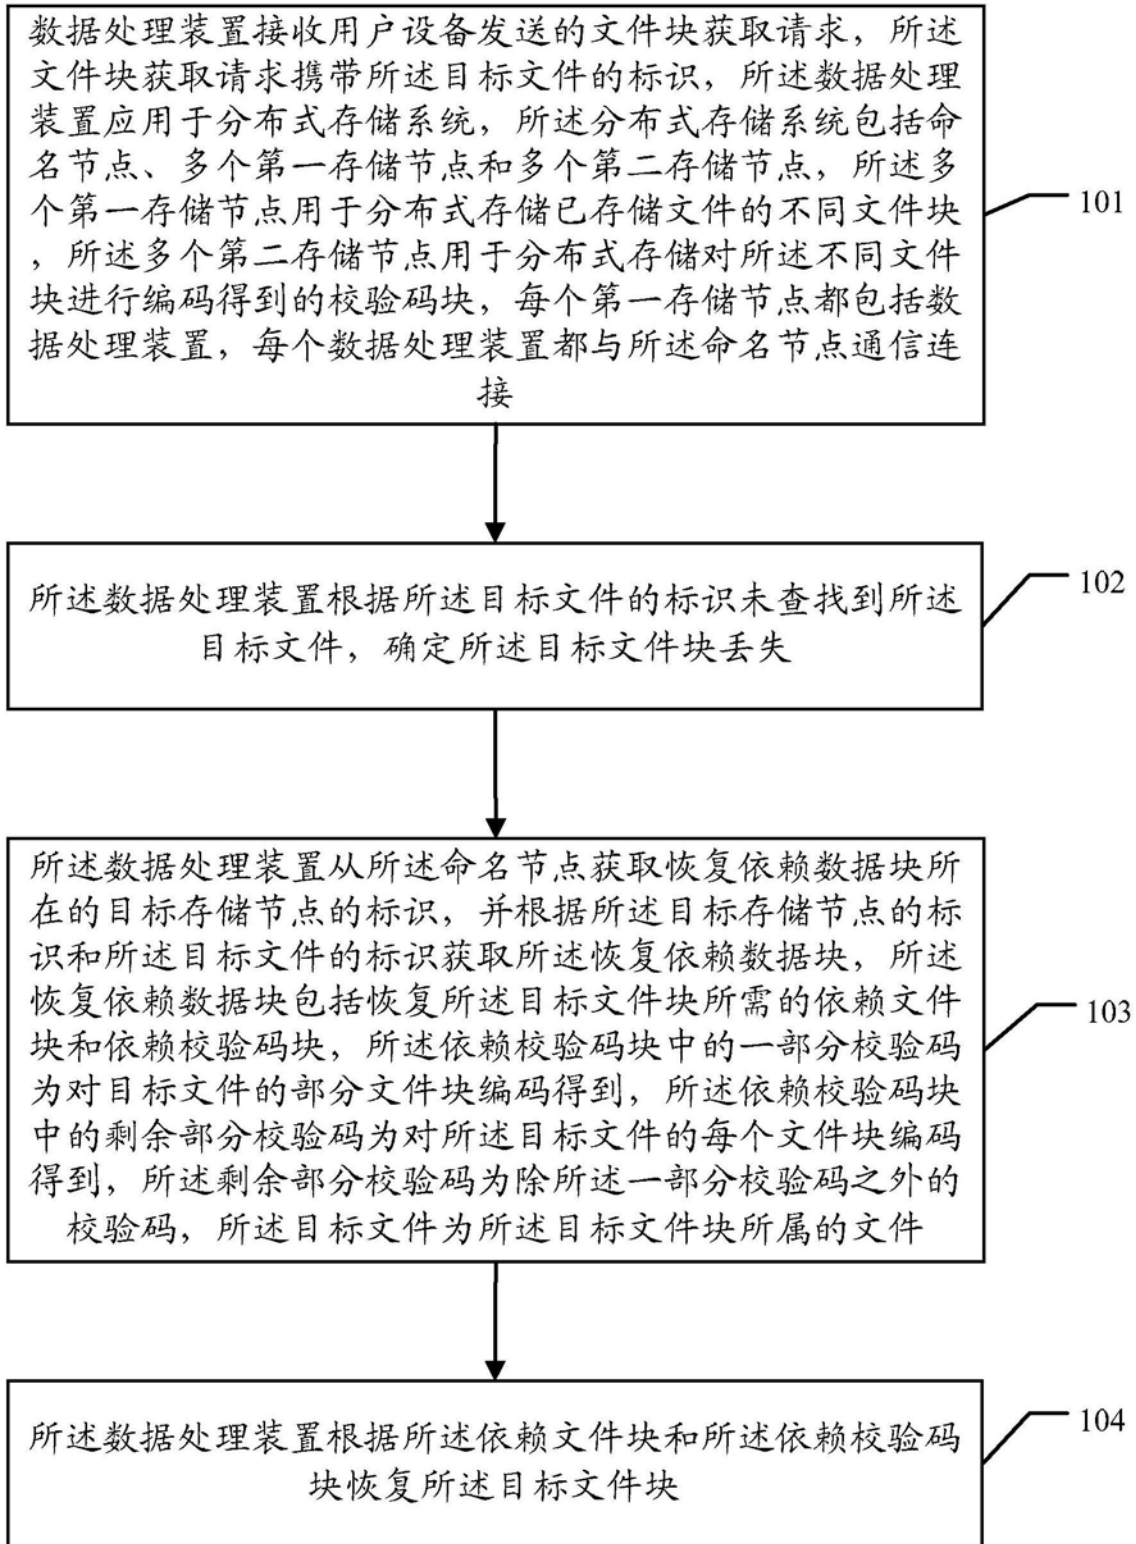 数据处理装置接收用户设备发送的文件块获取请求，所述
文件块获取请求携带所述目标文件的标识，所述数据处理
装置应用于分布式存储系统，所述分布式存储系统包括命
名节点、多个第一存储节点和多个第二存储节点，所述多
个第一存储节点用于分布式存储已存储文件的不同文件块
，所述多个第二存储节点用于分布式存储对所述不同文件
块进行编码得到的校验码块，每个第一存储节点都包括数
据处理装置，每个数据处理装置都与所述命名节点通信连
接
101
所述数据处理装置根据所述目标文件的标识未查找到所述
目标文件，确定所述目标文件块丢失
102
所述数据处理装置从所述命名节点获取恢复依赖数据块所
在的目标存储节点的标识，并根据所述目标存储节点的标
识和所述目标文件的标识获取所述恢复依赖数据块，所述
恢复依赖数据块包括恢复所述目标文件块所需的依赖文件
块和依赖校验码块，所述依赖校验码块中的一部分校验码
为对目标文件的部分文件块编码得到，所述依赖校验码块
中的剩余部分校验码为对所述目标文件的每个文件块编码
得到，所述剩余部分校验码为除所述一部分校验码之外的
校验码，所述目标文件为所述目标文件块所属的文件
103
所述数据处理装置根据所述依赖文件块和所述依赖校验码
块恢复所述目标文件块
104